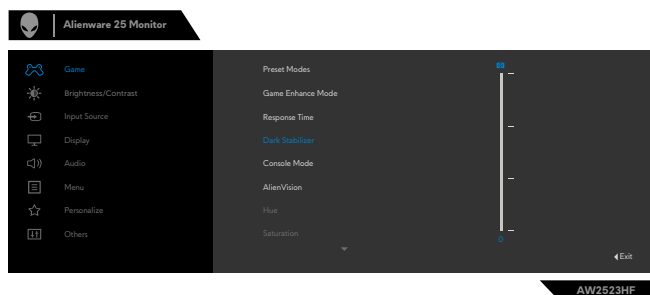 Alienware 25 Monitor
Game
Brightness/Contrast
Input Source
Display
Audio
Menu
Personalize
Others
Preset Modes
Game Enhance Mode
Response Time
Dark Stabilizer
Console Mode
AlienVision
Hue
Saturation
0
Exit
AW2523HF